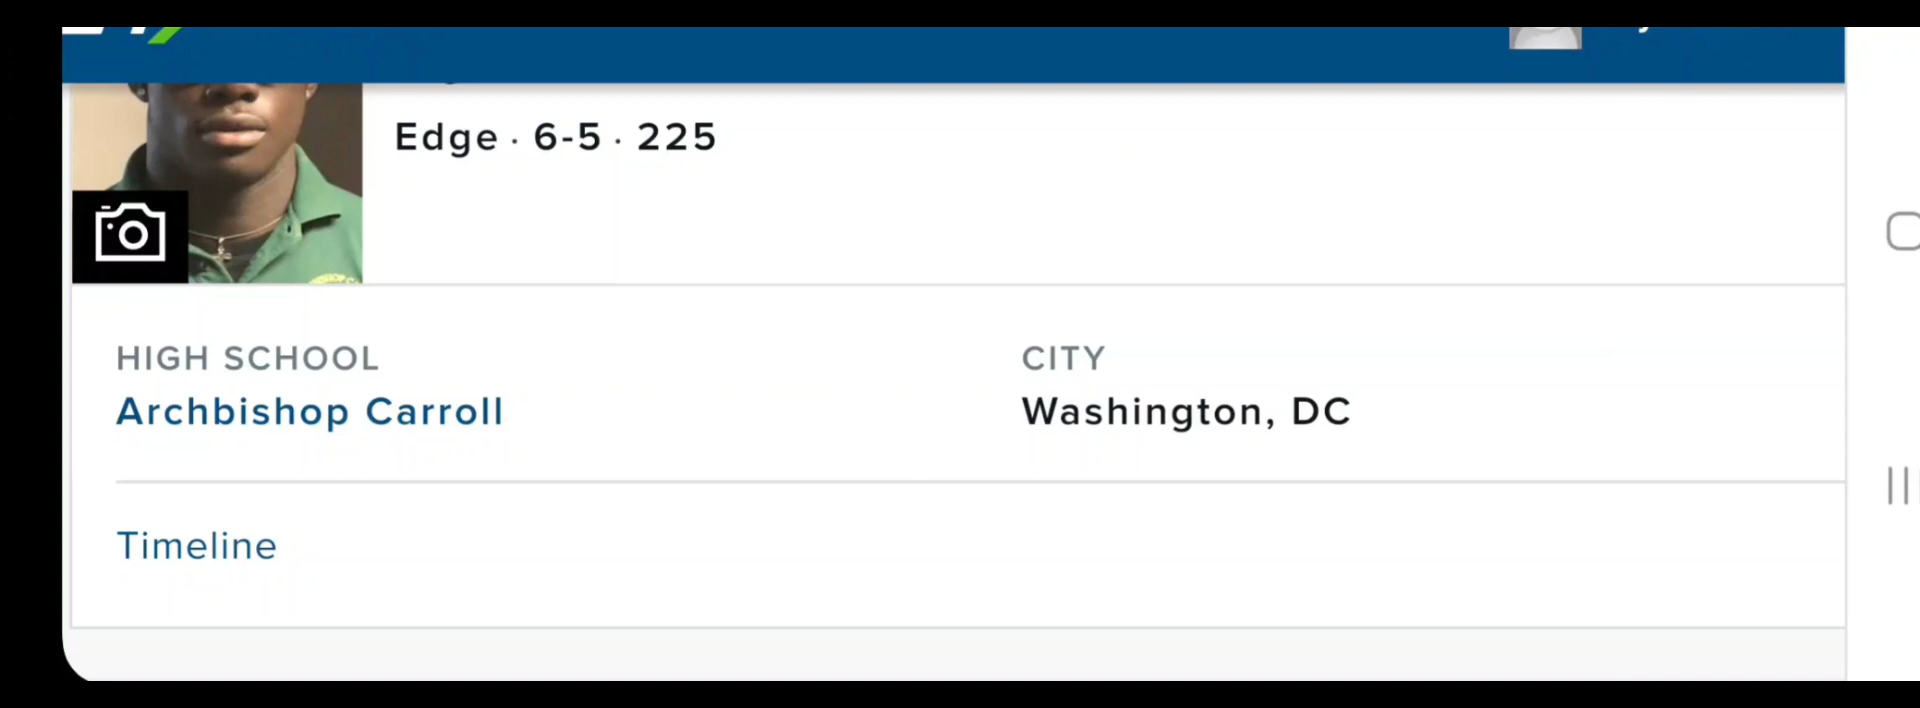 Edge · 6-5 · 225
HIGH SCHOOL
Archbishop Carroll
CITY
Washington, DC
Timeline